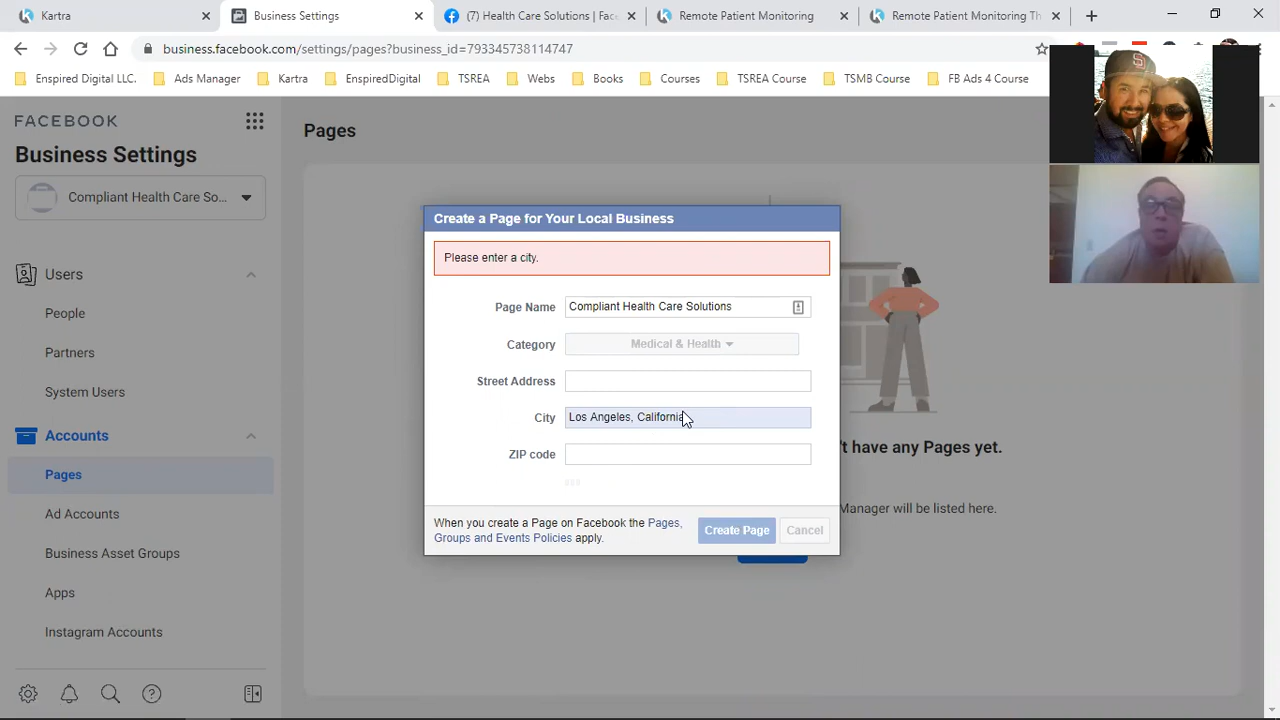 Kartra
Business Settings
(7) Health Care Solutions | Fac
Remote Patient Monitoring
Remote Patient Monitoring Th
business.facebook.com/settings/pages?business_id=793345738114747
Enspired Digital LLC.
Ads Manager
Kartra
EnspiredDigital
TSREA
Webs
Books
Courses
TSREA Course
TSMB Course
FB Ads 4 Course
FACEBOOK
Business Settings
Compliant Health Care So...
Users
People
Partners
System Users
Accounts
Pages
Ad Accounts
Business Asset Groups
Apps
Instagram Accounts
Pages
Create a Page for Your Local Business
Please enter a city.
Page Name
Compliant Health Care Solutions
Category
Medical & Health
Street Address
City
Los Angeles, California
ZIP code
When you create a Page on Facebook the Pages,
Groups and Events Policies apply.
Create Page
Cancel
't have any Pages yet.
Manager will be listed here.
S